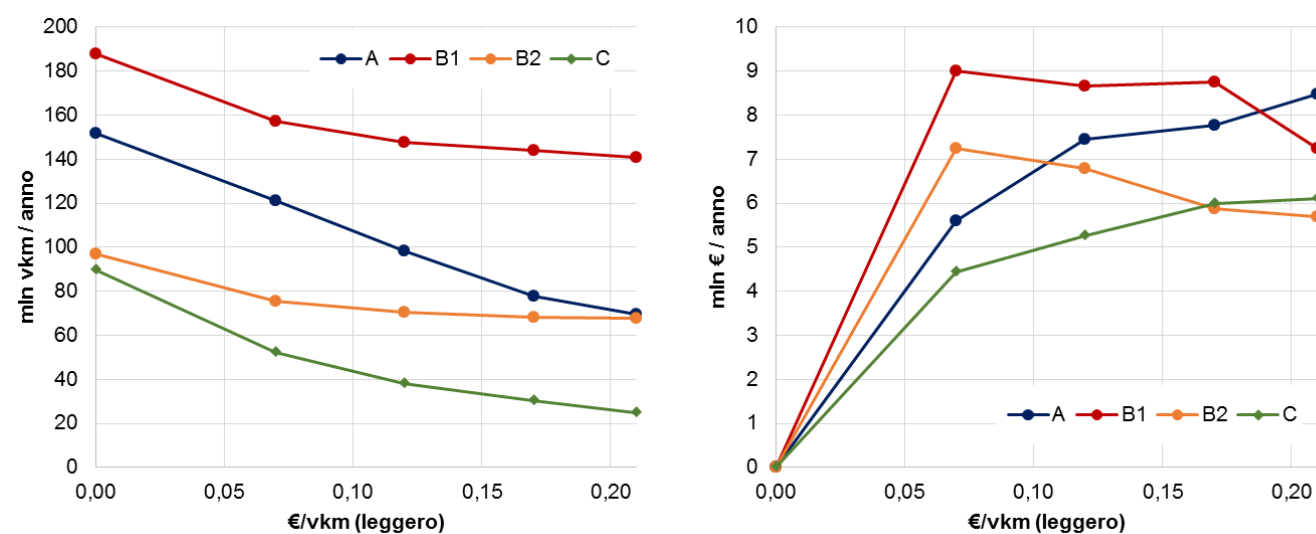 mln vkm / anno
200
180
160
140
120
100
80
60
40
20
0
A B1 B2 C
0,00 0,05 0,10 0,15 0,20
€/vkm (leggero)
mln € / anno
10
9
8
7
6
5
4
3
2
1
0
A B1 B2 C
0,00 0,05 0,10 0,15 0,20
€/vkm (leggero)